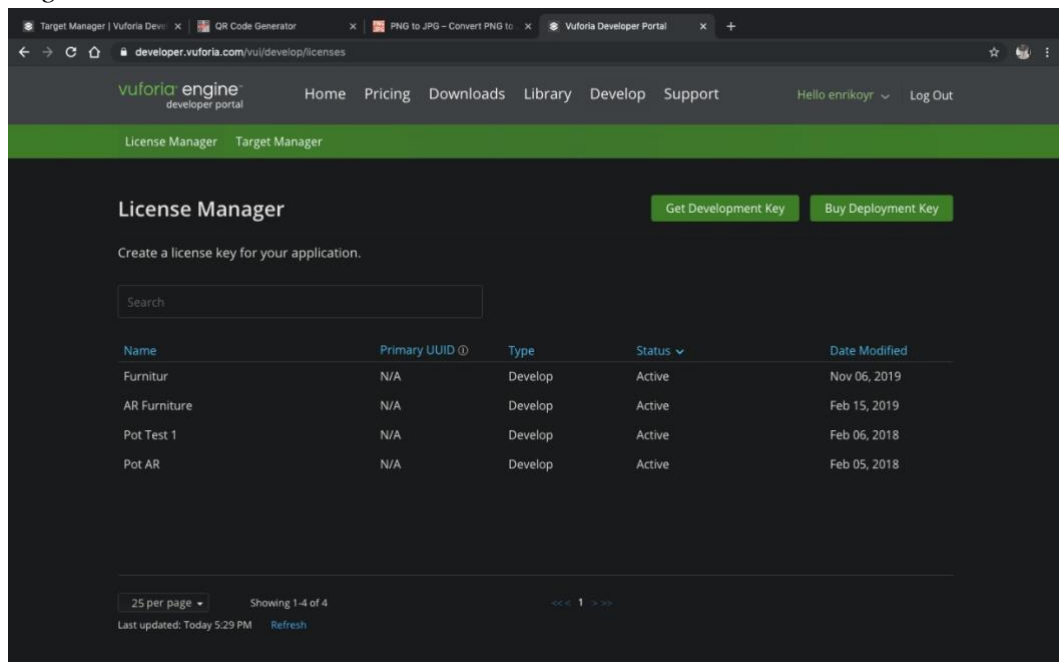 Target Manager | Vuforia Deve
QR Code Generator
PNG to JPG – Convert PNG to
Vuforia Developer Portal
developer.vuforia.com/vui/develop/licenses
vuforia engine
developer portal
Home Pricing Downloads Library Develop Support
Hello enrikoyr Log Out
License Manager Target Manager
License Manager
Get Development Key Buy Deployment Key
Create a license key for your application.
Search
Name Primary UUID Type Status Date Modified
Furnitur N/A Develop Active Nov 06, 2019
AR Furniture N/A Develop Active Feb 15, 2019
Pot Test 1 N/A Develop Active Feb 06, 2018
Pot AR N/A Develop Active Feb 05, 2018
25 per page Showing 1-4 of 4 << < 1 > >>
Last updated: Today 5:29 PM Refresh